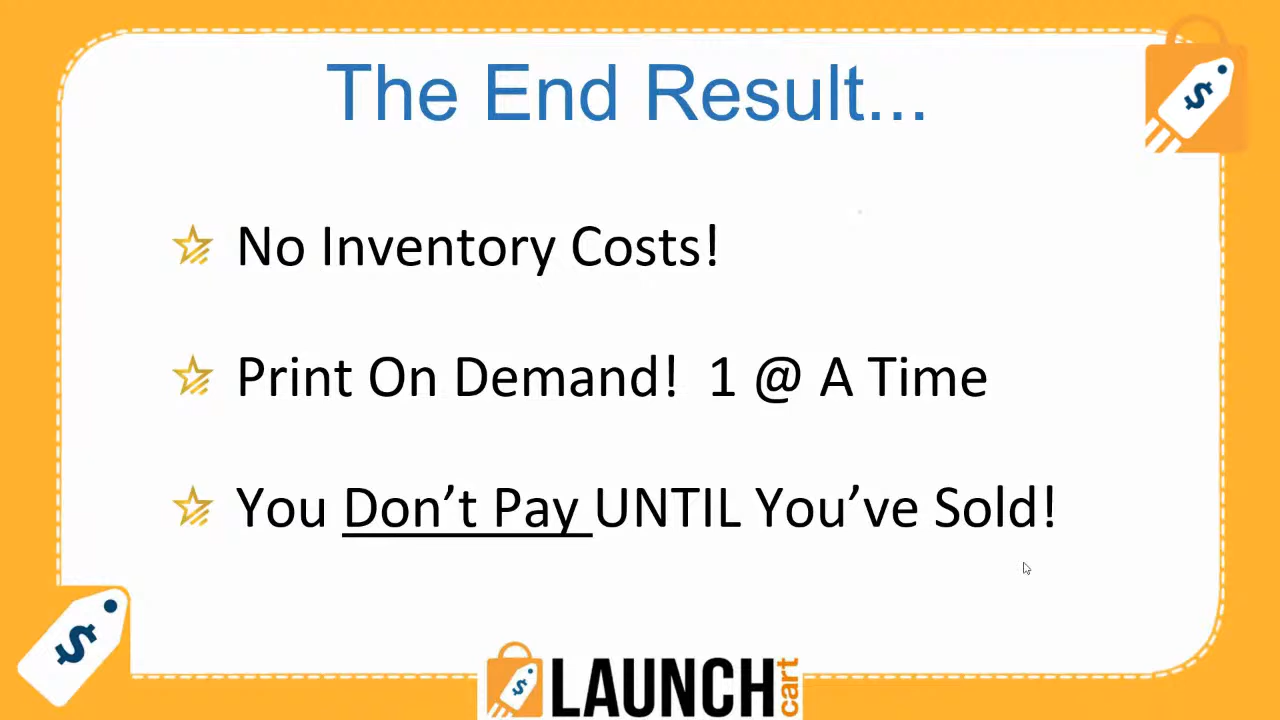 The End Result...
$
No Inventory Costs!
Print On Demand!  1 @ A Time
You Don’t Pay UNTIL You’ve Sold!
$
$ LAUNCH cart